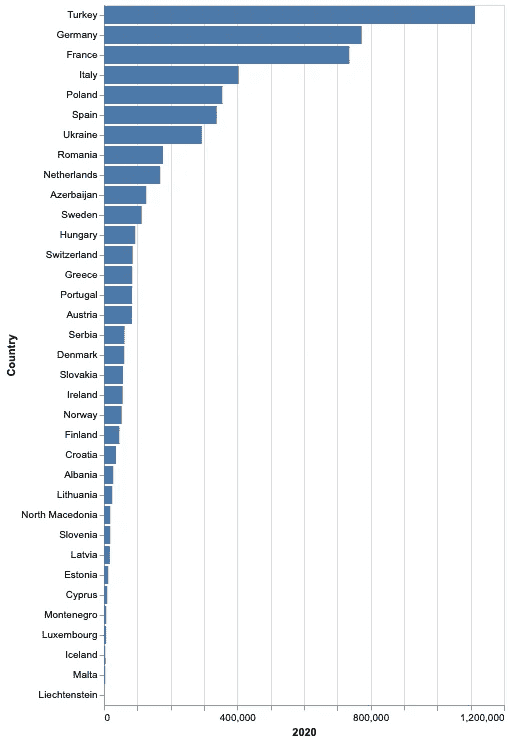 Turkey
Germany
France
Italy
Poland
Spain
Ukraine
Romania
Netherlands
Azerbaijan
Sweden
Hungary
Switzerland
Greece
Portugal
Austria
Serbia
Denmark
Slovakia
Ireland
Norway
Finland
Croatia
Albania
Lithuania
North Macedonia
Slovenia
Latvia
Estonia
Cyprus
Montenegro
Luxembourg
Iceland
Malta
Liechtenstein
Country
0 400,000 800,000 1,200,000
2020